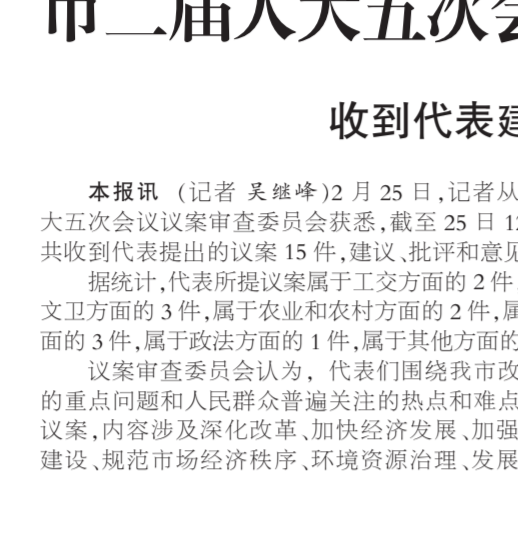 市二届人大五次会
收到代表建
本报讯 (记者 吴继峰)2 月 25 日,记者从
大五次会议议案审查委员会获悉,截至 25 日 12
共收到代表提出的议案 15 件,建议、批评和意见
据统计,代表所提议案属于工交方面的 2 件,
文卫方面的 3 件,属于农业和农村方面的 2 件,属
面的 3 件,属于政法方面的 1 件,属于其他方面的
议案审查委员会认为，代表们围绕我市改
的重点问题和人民群众普遍关注的热点和难点
议案,内容涉及深化改革、加快经济发展、加强
建设、规范市场经济秩序、环境资源治理、发展